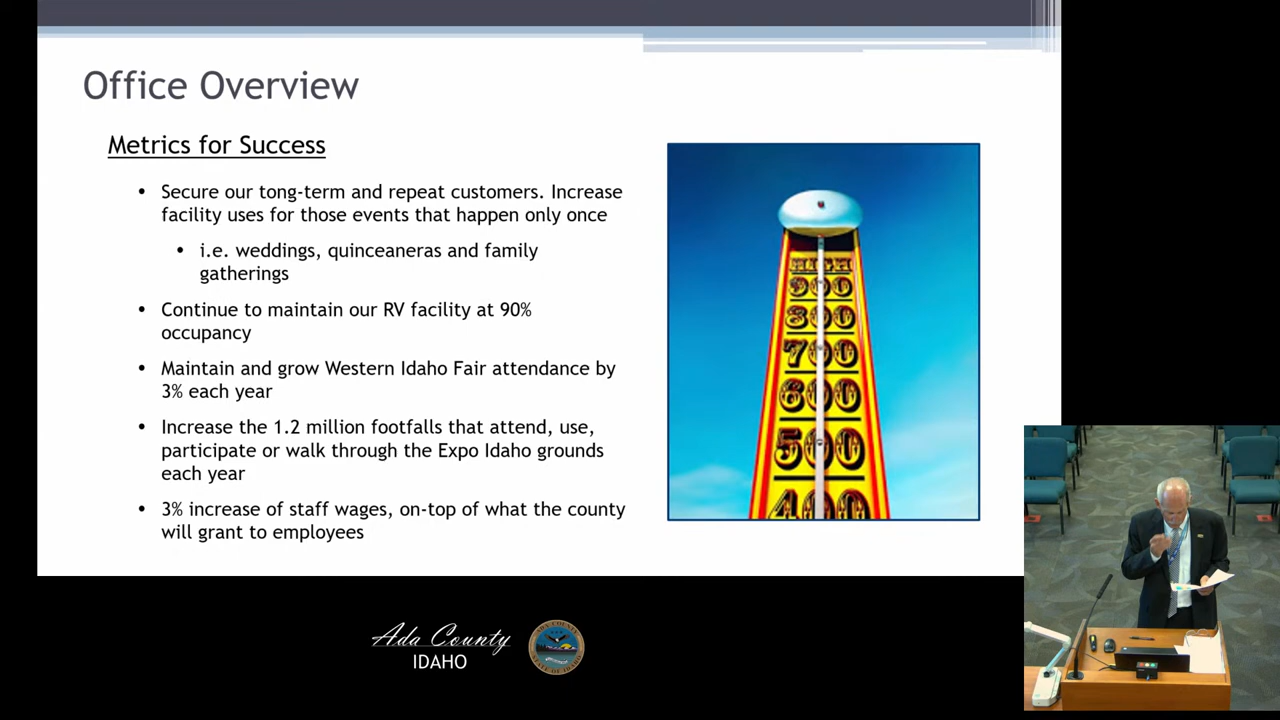 Office Overview
Metrics for Success
• Secure our tong-term and repeat customers. Increase
facility uses for those events that happen only once
• i.e. weddings, quinceaneras and family
gatherings
• Continue to maintain our RV facility at 90%
occupancy
• Maintain and grow Western Idaho Fair attendance by
3% each year
• Increase the 1.2 million footfalls that attend, use,
participate or walk through the Expo Idaho grounds
each year
• 3% increase of staff wages, on-top of what the county
will grant to employees
HIGH
900
800
700
600
500
400
Ada County
IDAHO